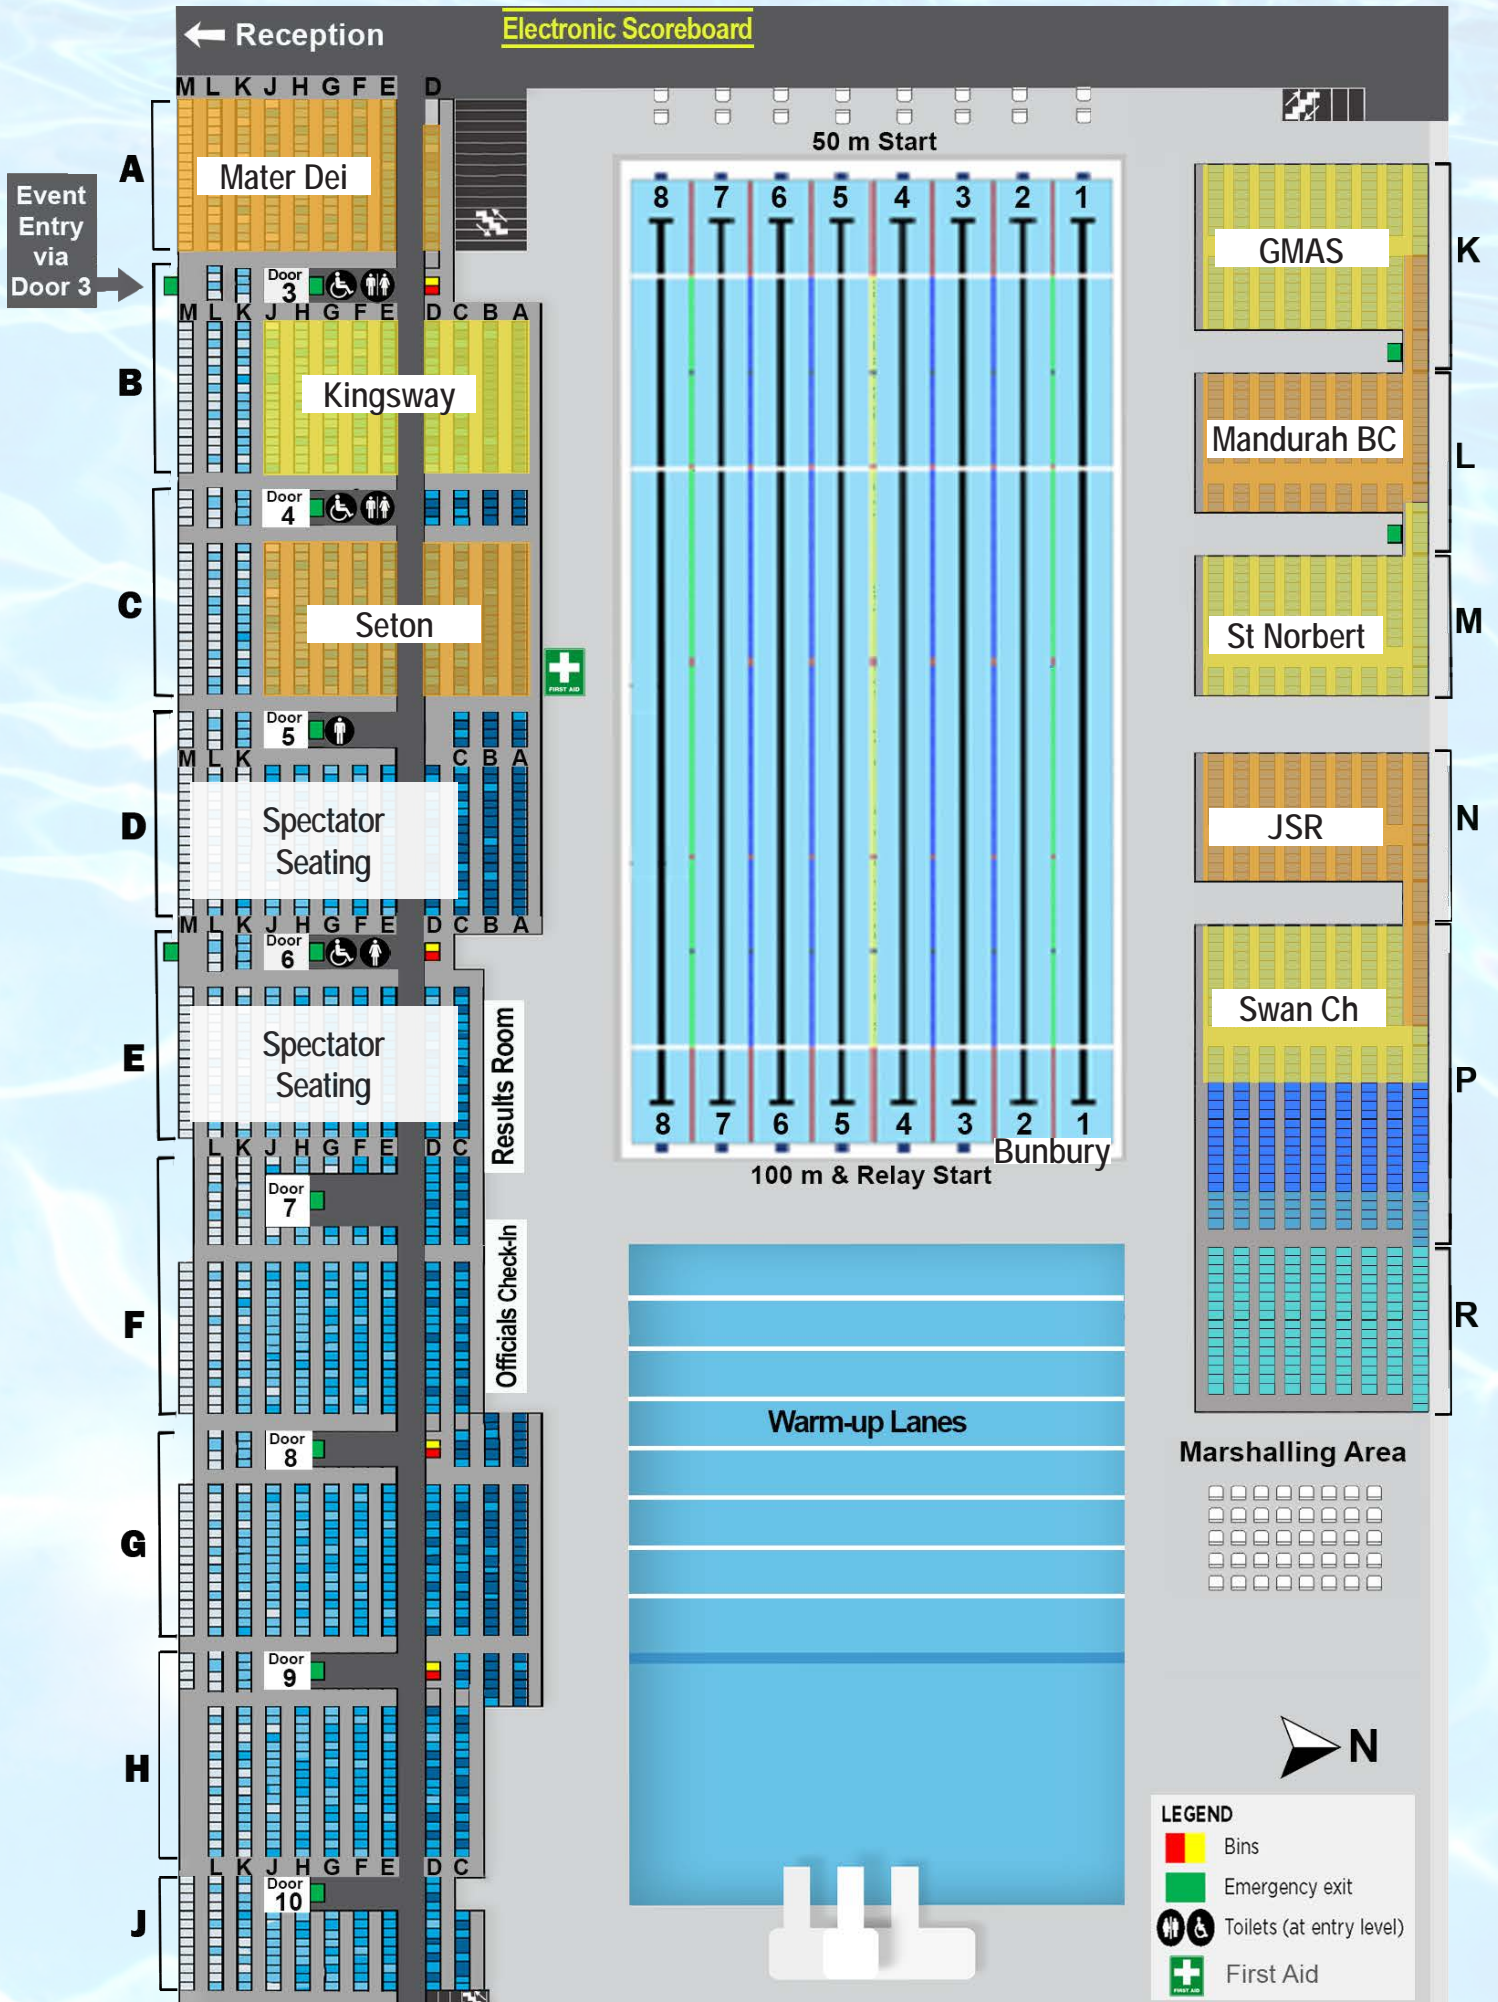 Reception
Electronic Scoreboard
M L K J H G F E D
A
Mater Dei
Event
Entry
via
Door 3
Door
3
M L K J H G F E D C B A
B
Kingsway
Door
4
C
Seton
FIRST AID
Door
5
M L K C B A
D
Spectator
Seating
M L K J H G F E D C B A
Door
6
E
Spectator
Seating
Results Room
L K J H G F E D C
Door
7
F
Officials Check-In
Door
8
G
Door
9
H
L K J H G F E D C
Door
10
J
50 m Start
8 7 6 5 4 3 2 1
8 7 6 5 4 3 2 1
Bunbury
100 m & Relay Start
Warm-up Lanes
GMAS
K
Mandurah BC
L
St Norbert
M
JSR
N
Swan Ch
P
R
Marshalling Area
N
LEGEND
Bins
Emergency exit
Toilets (at entry level)
FIRST AID
First Aid